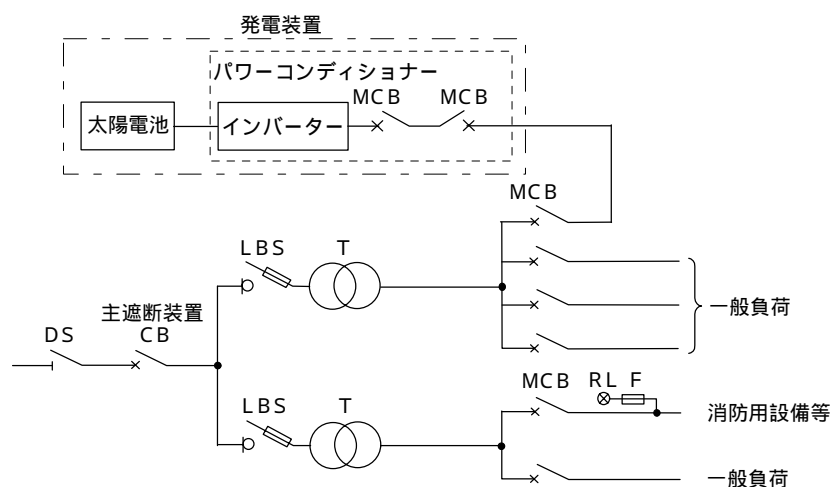 発電装置
パワーコンディショナー
MCB MCB
太陽電池 インバーター
MCB
LBS T
主遮断装置
一般負荷
DS CB
MCB RL F
LBS T
消防用設備等
一般負荷